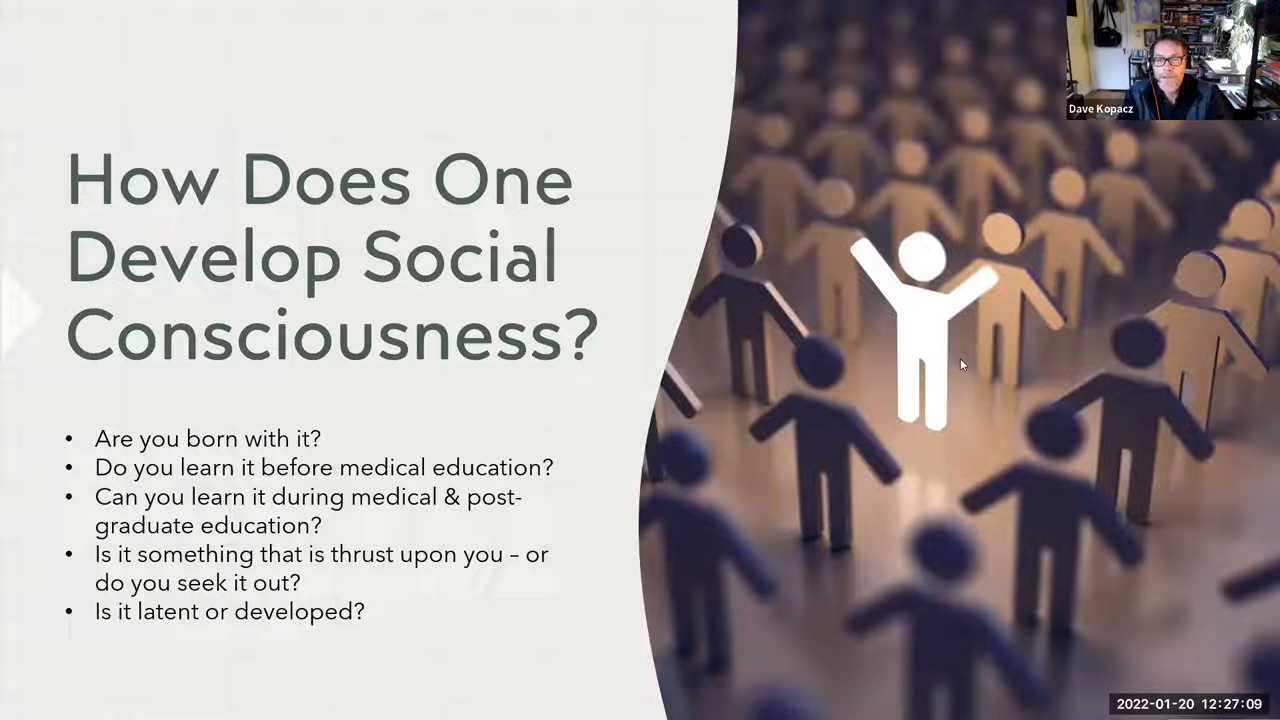 Dave Kopacz
How Does One
Develop Social
Consciousness?
• Are you born with it?
• Do you learn it before medical education?
• Can you learn it during medical & post-
graduate education?
• Is it something that is thrust upon you – or
do you seek it out?
• Is it latent or developed?
2022-01-20 12:27:09